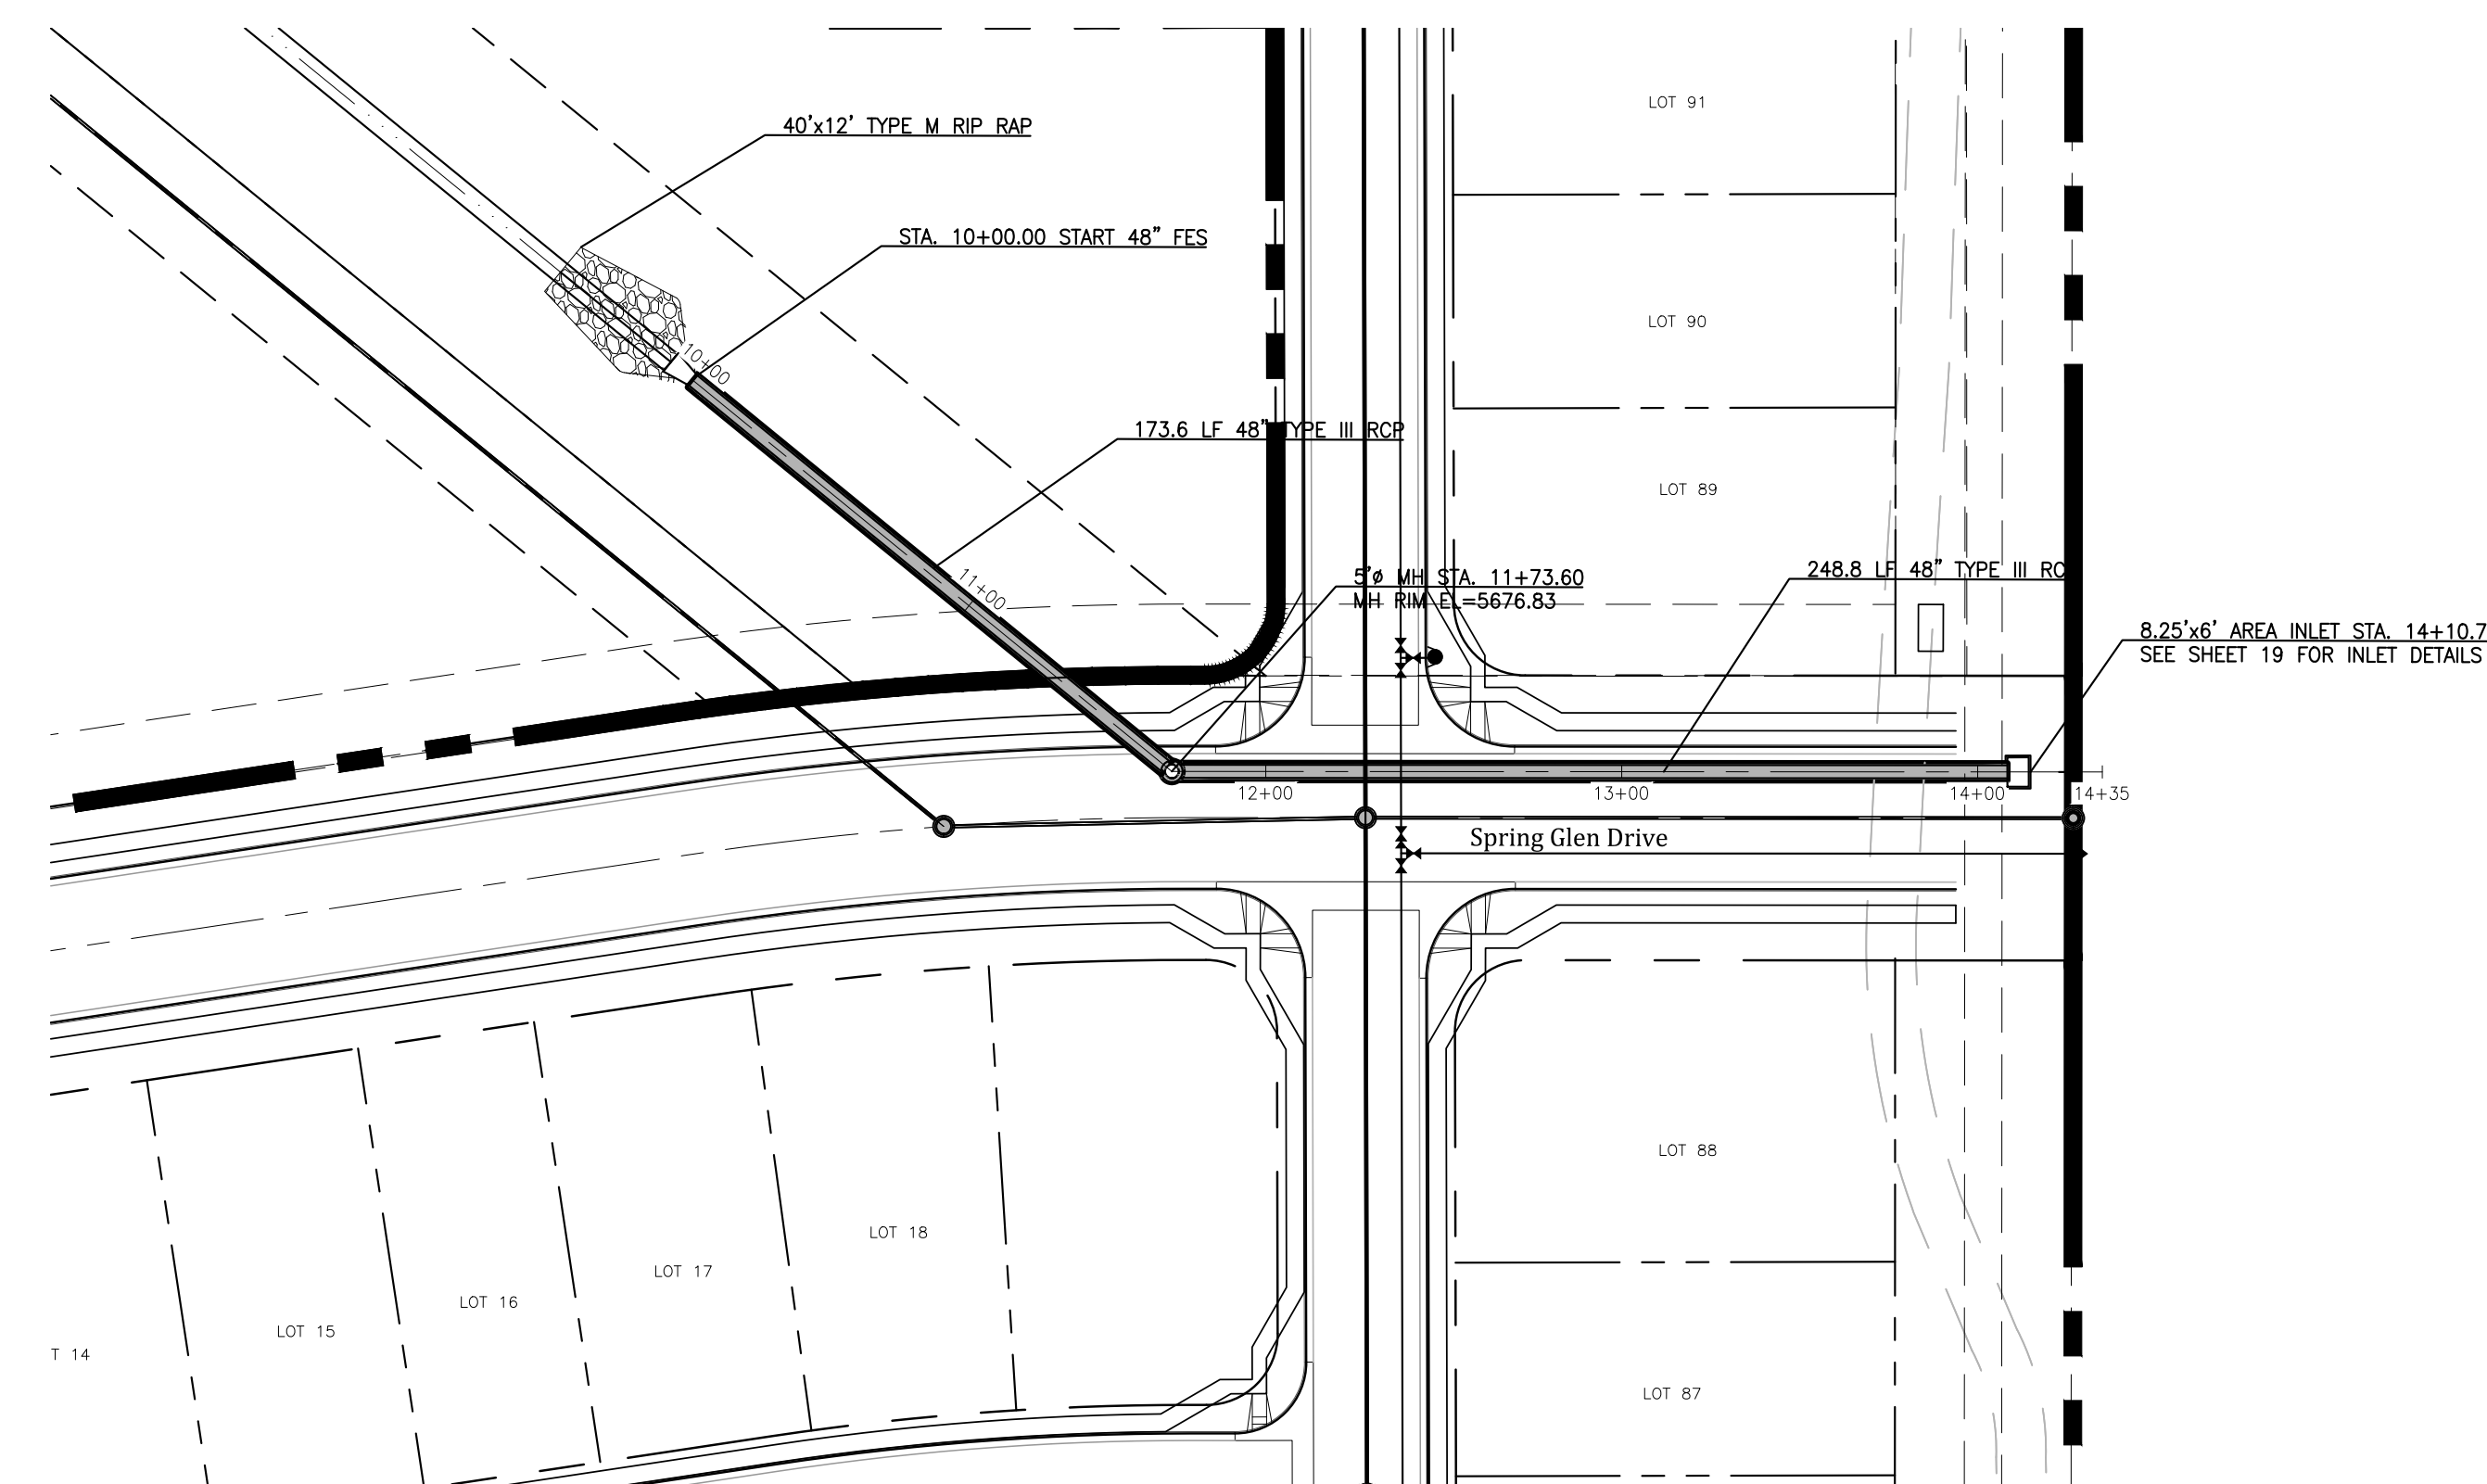 LOT 91
40'x12' TYPE M RIP RAP
STA. 10+00.00 START 48" FES
LOT 90
10+00
173.6 LF 48" TYPE III RCP
LOT 89
11+00
5'ø MH STA. 11+73.60
MH RIM EL=5676.83
248.8 LF 48" TYPE III RC
8.25'x6' AREA INLET STA. 14+10.7
SEE SHEET 19 FOR INLET DETAILS
12+00
13+00
14+00
14+35
Spring Glen Drive
LOT 88
LOT 18
LOT 17
LOT 16
LOT 15
T 14
LOT 87